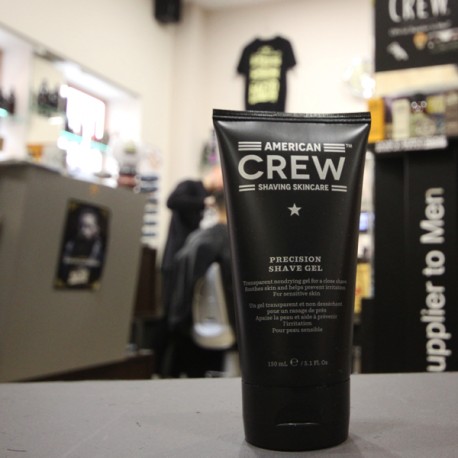 AMERICAN
CREW
SHAVING SKINCARE
PRECISION
SHAVE GEL
Transparent nondrying gel for a close shave
Soothes skin and helps prevent irritation
For sensitive skin
Un gel transparent et non desséchant
pour un rasage de près
Apaise la peau et aide à prévenir
l'irritation
Pour peau sensible
150 mL ℮ / 5.1 Fl. Oz
CREW
upplier to Men